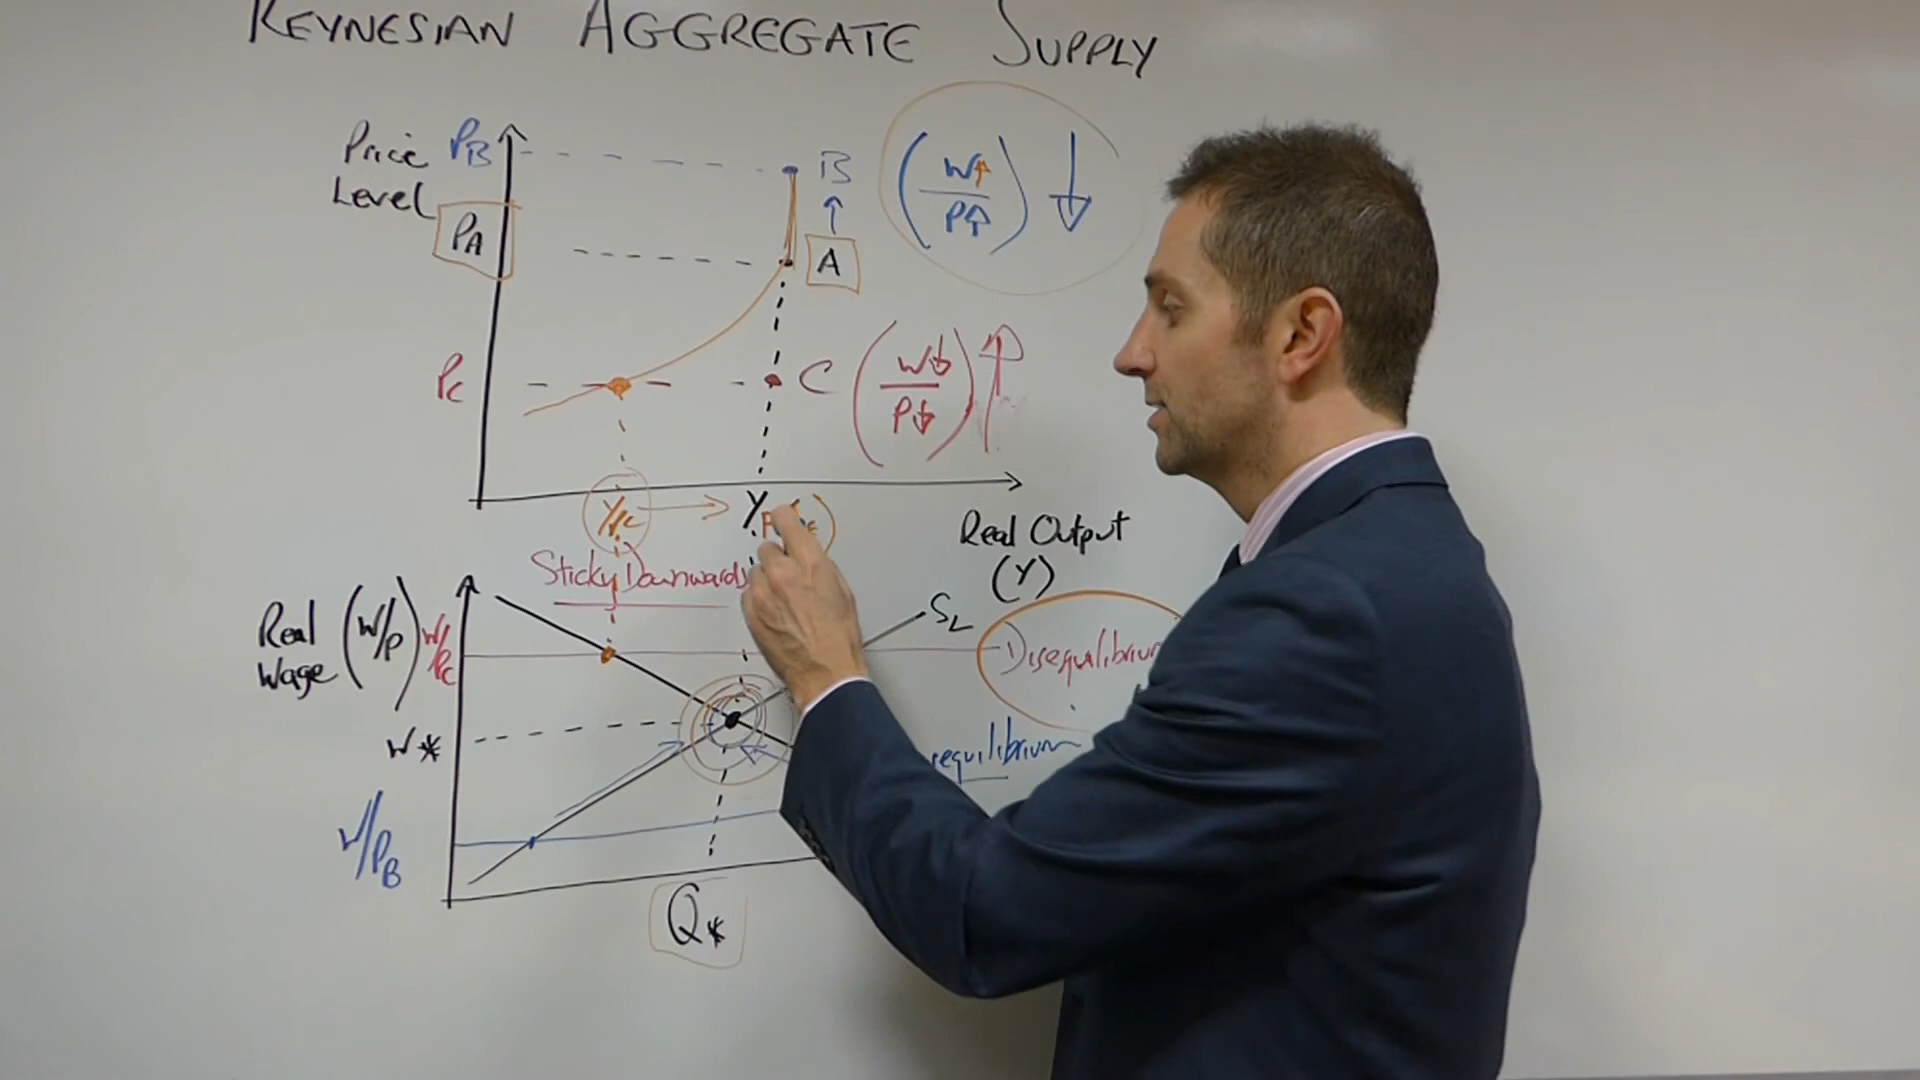 KEYNESIAN AGGREGATE SUPPLY
Price Level
PB
B
PA
A
(W↑/P↑) ↓
PC
C (W↓/P↓) ↑
Y
Real Output (Y)
Sticky Downwards
Real Wage (W/P)
W/PC
SL
Disequilibrium
W*
equilibrium
W/PB
Q*